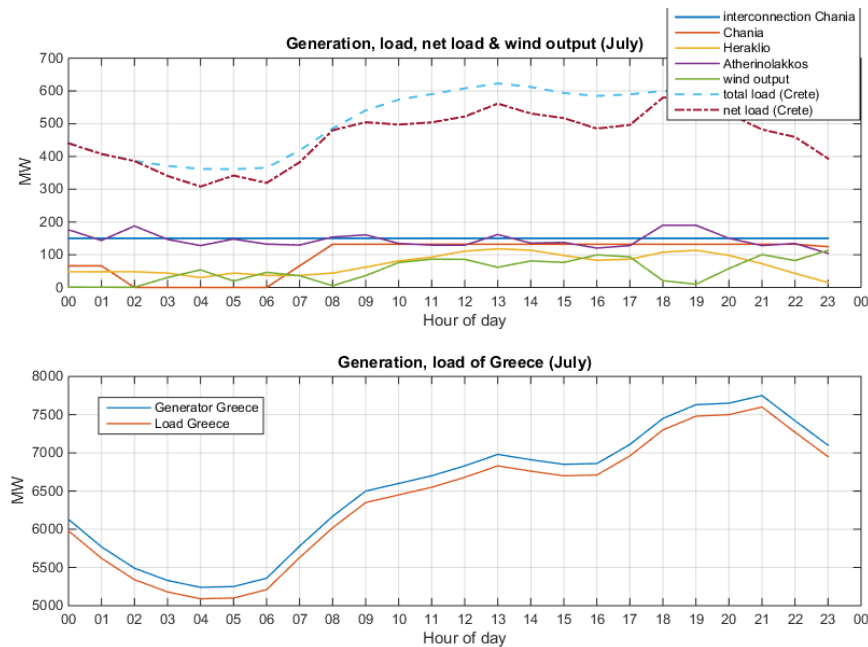 Generation, load, net load & wind output (July)
interconnection Chania
Chania
Heraklio
Atherinolakkos
wind output
total load (Crete)
net load (Crete)
700
600
500
400
300
200
100
0
MW
00 01 02 03 04 05 06 07 08 09 10 11 12 13 14 15 16 17 18 19 20 21 22 23 00
Hour of day
Generation, load of Greece (July)
Generator Greece
Load Greece
8000
7500
7000
6500
6000
5500
5000
MW
00 01 02 03 04 05 06 07 08 09 10 11 12 13 14 15 16 17 18 19 20 21 22 23 00
Hour of day